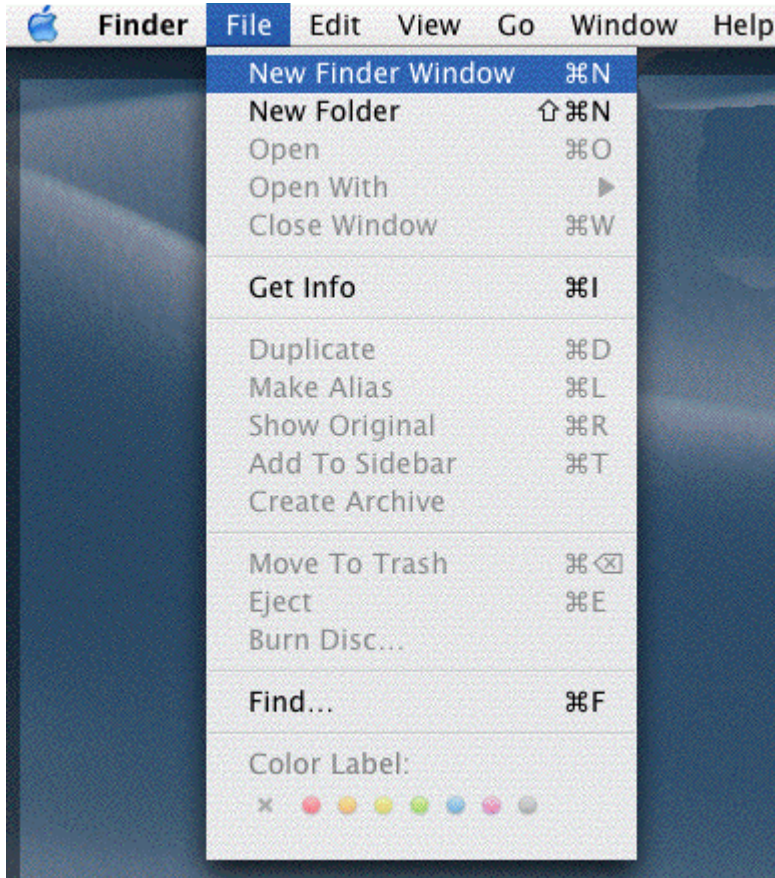 Finder File Edit View Go Window Help
New Finder Window ⌘N
New Folder ⇧⌘N
Open ⌘O
Open With ▶
Close Window ⌘W
Get Info ⌘I
Duplicate ⌘D
Make Alias ⌘L
Show Original ⌘R
Add To Sidebar ⌘T
Create Archive
Move To Trash ⌘⌫
Eject ⌘E
Burn Disc...
Find... ⌘F
Color Label: